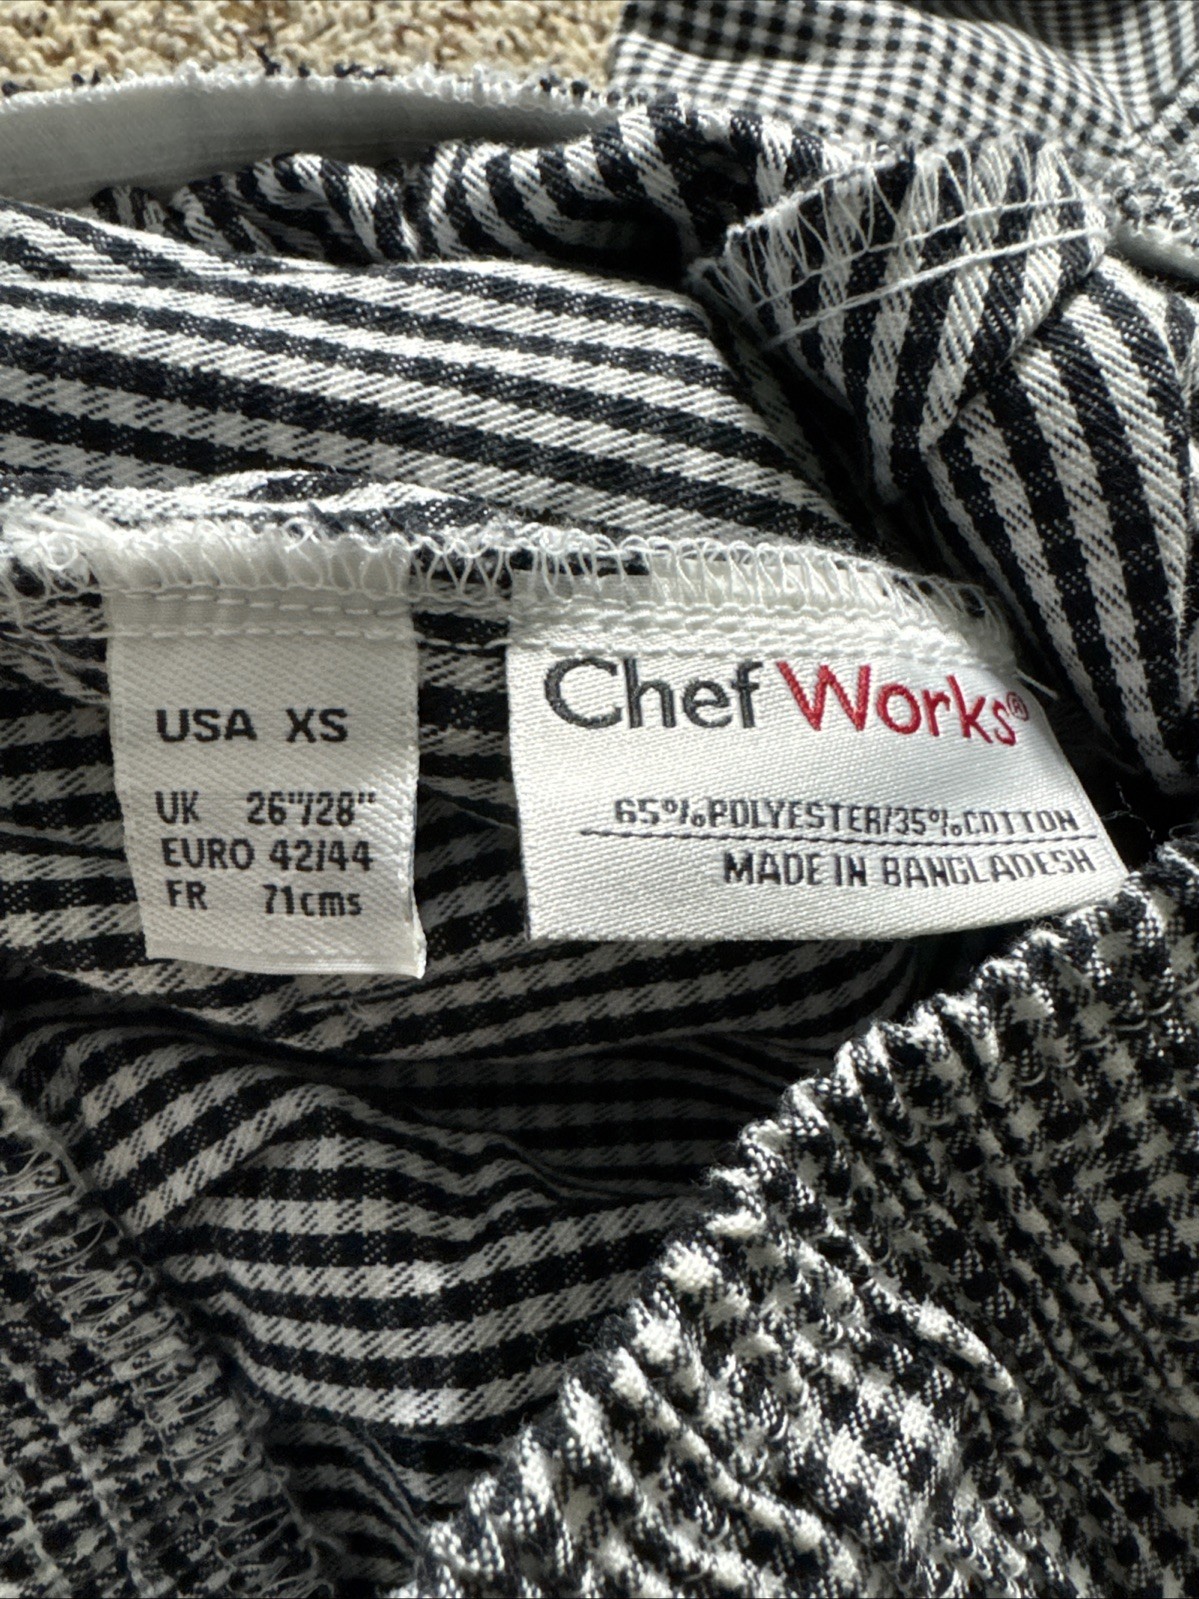 USA XS
UK 26"/28"
EURO 42/44
FR 71cms
Chef Works®
65%POLYESTER/35%COTTON
MADE IN BANGLADESH